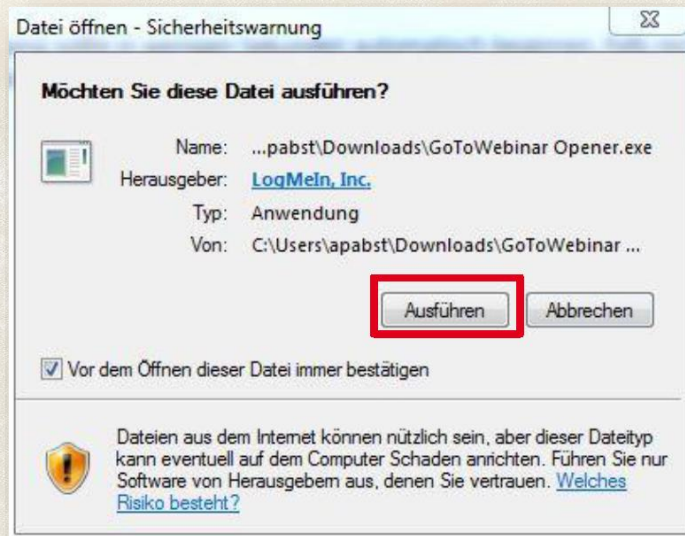 Datei öffnen - Sicherheitswarnung
Möchten Sie diese Datei ausführen?
Name: ...pabst\Downloads\GoToWebinar Opener.exe
Herausgeber: LogMeIn, Inc.
Typ: Anwendung
Von: C:\Users\apabst\Downloads\GoToWebinar ...
Ausführen Abbrechen
Vor dem Öffnen dieser Datei immer bestätigen
Dateien aus dem Internet können nützlich sein, aber dieser Dateityp
kann eventuell auf dem Computer Schaden anrichten. Führen Sie nur
Software von Herausgebern aus, denen Sie vertrauen. Welches
Risiko besteht?